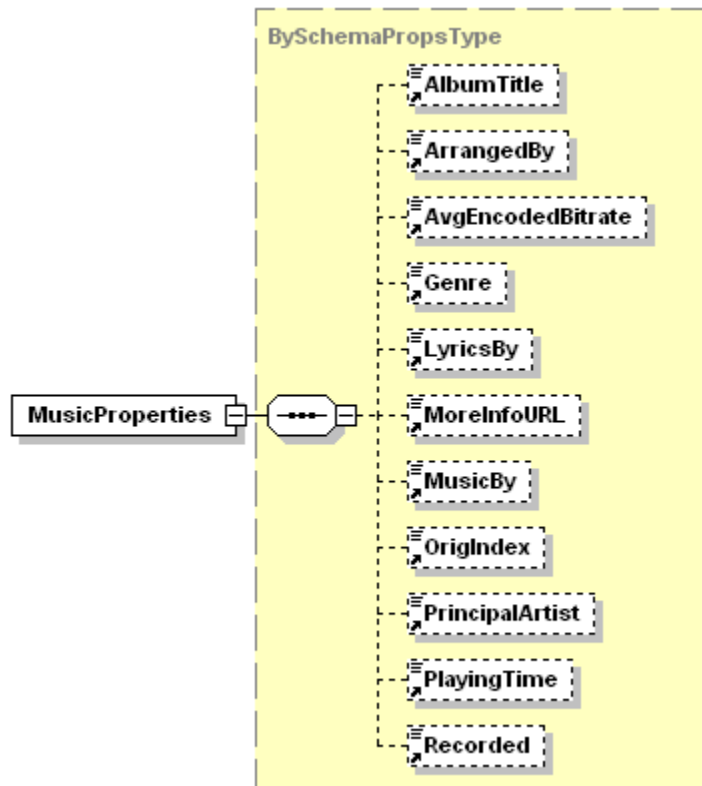 BySchemaPropsType
AlbumTitle
ArrangedBy
AvgEncodedBitrate
Genre
LyricsBy
MusicProperties
MoreInfoURL
MusicBy
OrigIndex
PrincipalArtist
PlayingTime
Recorded